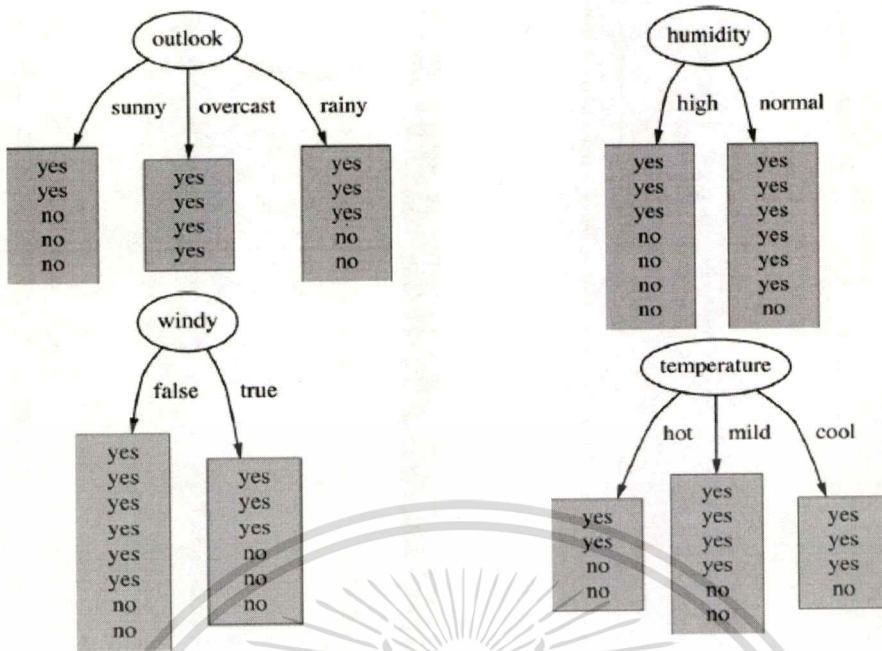 outlook
sunny overcast rainy
yes
yes
no
no
no
yes
yes
yes
yes
yes
yes
yes
no
no
humidity
high normal
yes
yes
yes
no
no
no
no
yes
yes
yes
yes
yes
yes
no
windy
false true
yes
yes
yes
yes
yes
yes
no
no
yes
yes
yes
no
no
no
temperature
hot mild cool
yes
yes
no
no
yes
yes
yes
yes
no
no
yes
yes
yes
no